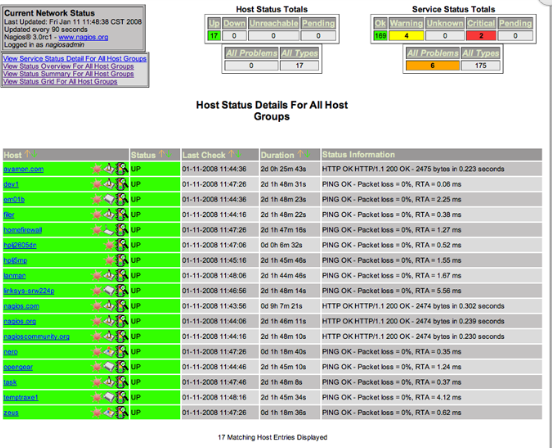 Current Network Status
Last Updated: Fri Jan 11 11:48:38 CST 2008
Updated every 90 seconds
Nagios® 3.0rc1 - www.nagios.org
Logged in as nagiosadmin
View Service Status Detail For All Host Groups
View Status Overview For All Host Groups
View Status Summary For All Host Groups
View Status Grid For All Host Groups
Host Status Totals
Up Down Unreachable Pending
17 0 0 0
All Problems All Types
0 17
Service Status Totals
Ok Warning Unknown Critical Pending
169 4 0 2 0
All Problems All Types
6 175
Host Status Details For All Host
Groups
Host Status Last Check Duration Status Information
ayamon.com UP 01-11-2008 11:44:36 2d 0h 25m 43s HTTP OK HTTP/1.1 200 OK - 2475 bytes in 0.223 seconds
dev1 UP 01-11-2008 11:47:26 2d 1h 48m 31s PING OK - Packet loss = 0%, RTA = 0.06 ms
em01b UP 01-11-2008 11:44:36 2d 1h 48m 23s PING OK - Packet loss = 0%, RTA = 2.25 ms
filer UP 01-11-2008 11:44:16 2d 1h 48m 22s PING OK - Packet loss = 0%, RTA = 0.38 ms
homefirewall UP 01-11-2008 11:47:26 2d 1h 47m 16s PING OK - Packet loss = 0%, RTA = 1.27 ms
hpli2605dn UP 01-11-2008 11:47:06 0d 0h 6m 32s PING OK - Packet loss = 0%, RTA = 0.52 ms
hpli5mp UP 01-11-2008 11:45:16 2d 1h 45m 46s PING OK - Packet loss = 0%, RTA = 1.55 ms
lanman UP 01-11-2008 11:48:06 2d 1h 44m 46s PING OK - Packet loss = 0%, RTA = 1.67 ms
linksys-srw224p UP 01-11-2008 11:46:56 2d 1h 48m 14s PING OK - Packet loss = 0%, RTA = 5.56 ms
nagios.com UP 01-11-2008 11:43:56 0d 9h 7m 21s HTTP OK HTTP/1.1 200 OK - 2474 bytes in 0.302 seconds
nagios.org UP 01-11-2008 11:44:06 2d 1h 46m 11s HTTP OK HTTP/1.1 200 OK - 2474 bytes in 0.239 seconds
nagioscommunity.org UP 01-11-2008 11:44:16 2d 1h 48m 10s HTTP OK HTTP/1.1 200 OK - 2474 bytes in 0.230 seconds
nero UP 01-11-2008 11:47:26 0d 1h 18m 40s PING OK - Packet loss = 0%, RTA = 0.35 ms
opengear UP 01-11-2008 11:44:46 2d 1h 45m 10s PING OK - Packet loss = 0%, RTA = 1.24 ms
task UP 01-11-2008 11:47:46 2d 1h 48m 8s PING OK - Packet loss = 0%, RTA = 0.37 ms
temptraxe1 UP 01-11-2008 11:48:16 2d 1h 45m 34s PING OK - Packet loss = 0%, RTA = 4.12 ms
zeus UP 01-11-2008 11:47:26 0d 1h 18m 36s PING OK - Packet loss = 0%, RTA = 0.62 ms
17 Matching Host Entries Displayed